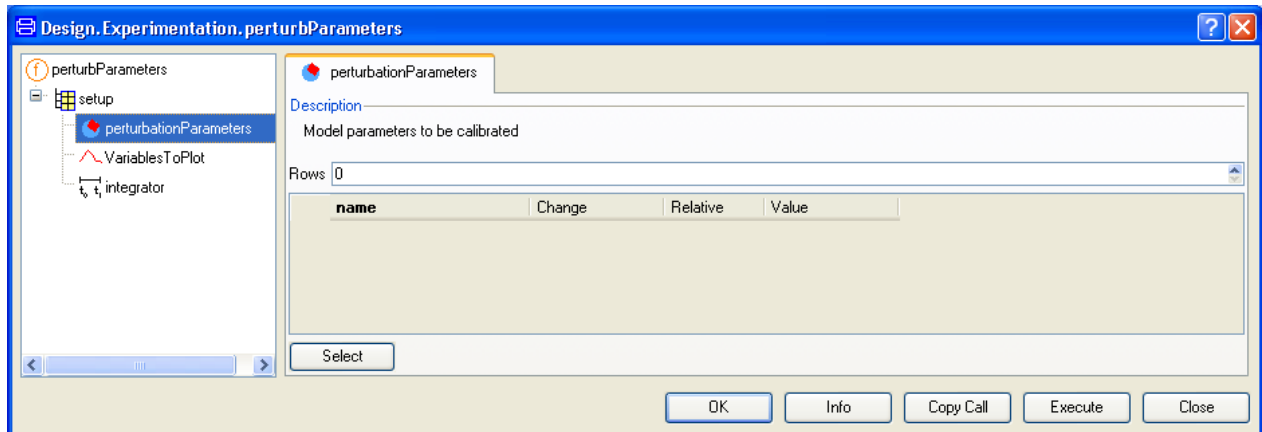 Design.Experimentation.perturbParameters
perturbParameters
setup
perturbationParameters
VariablesToPlot
integrator
perturbationParameters
Description
Model parameters to be calibrated
Rows 0
name Change Relative Value
Select
OK Info Copy Call Execute Close